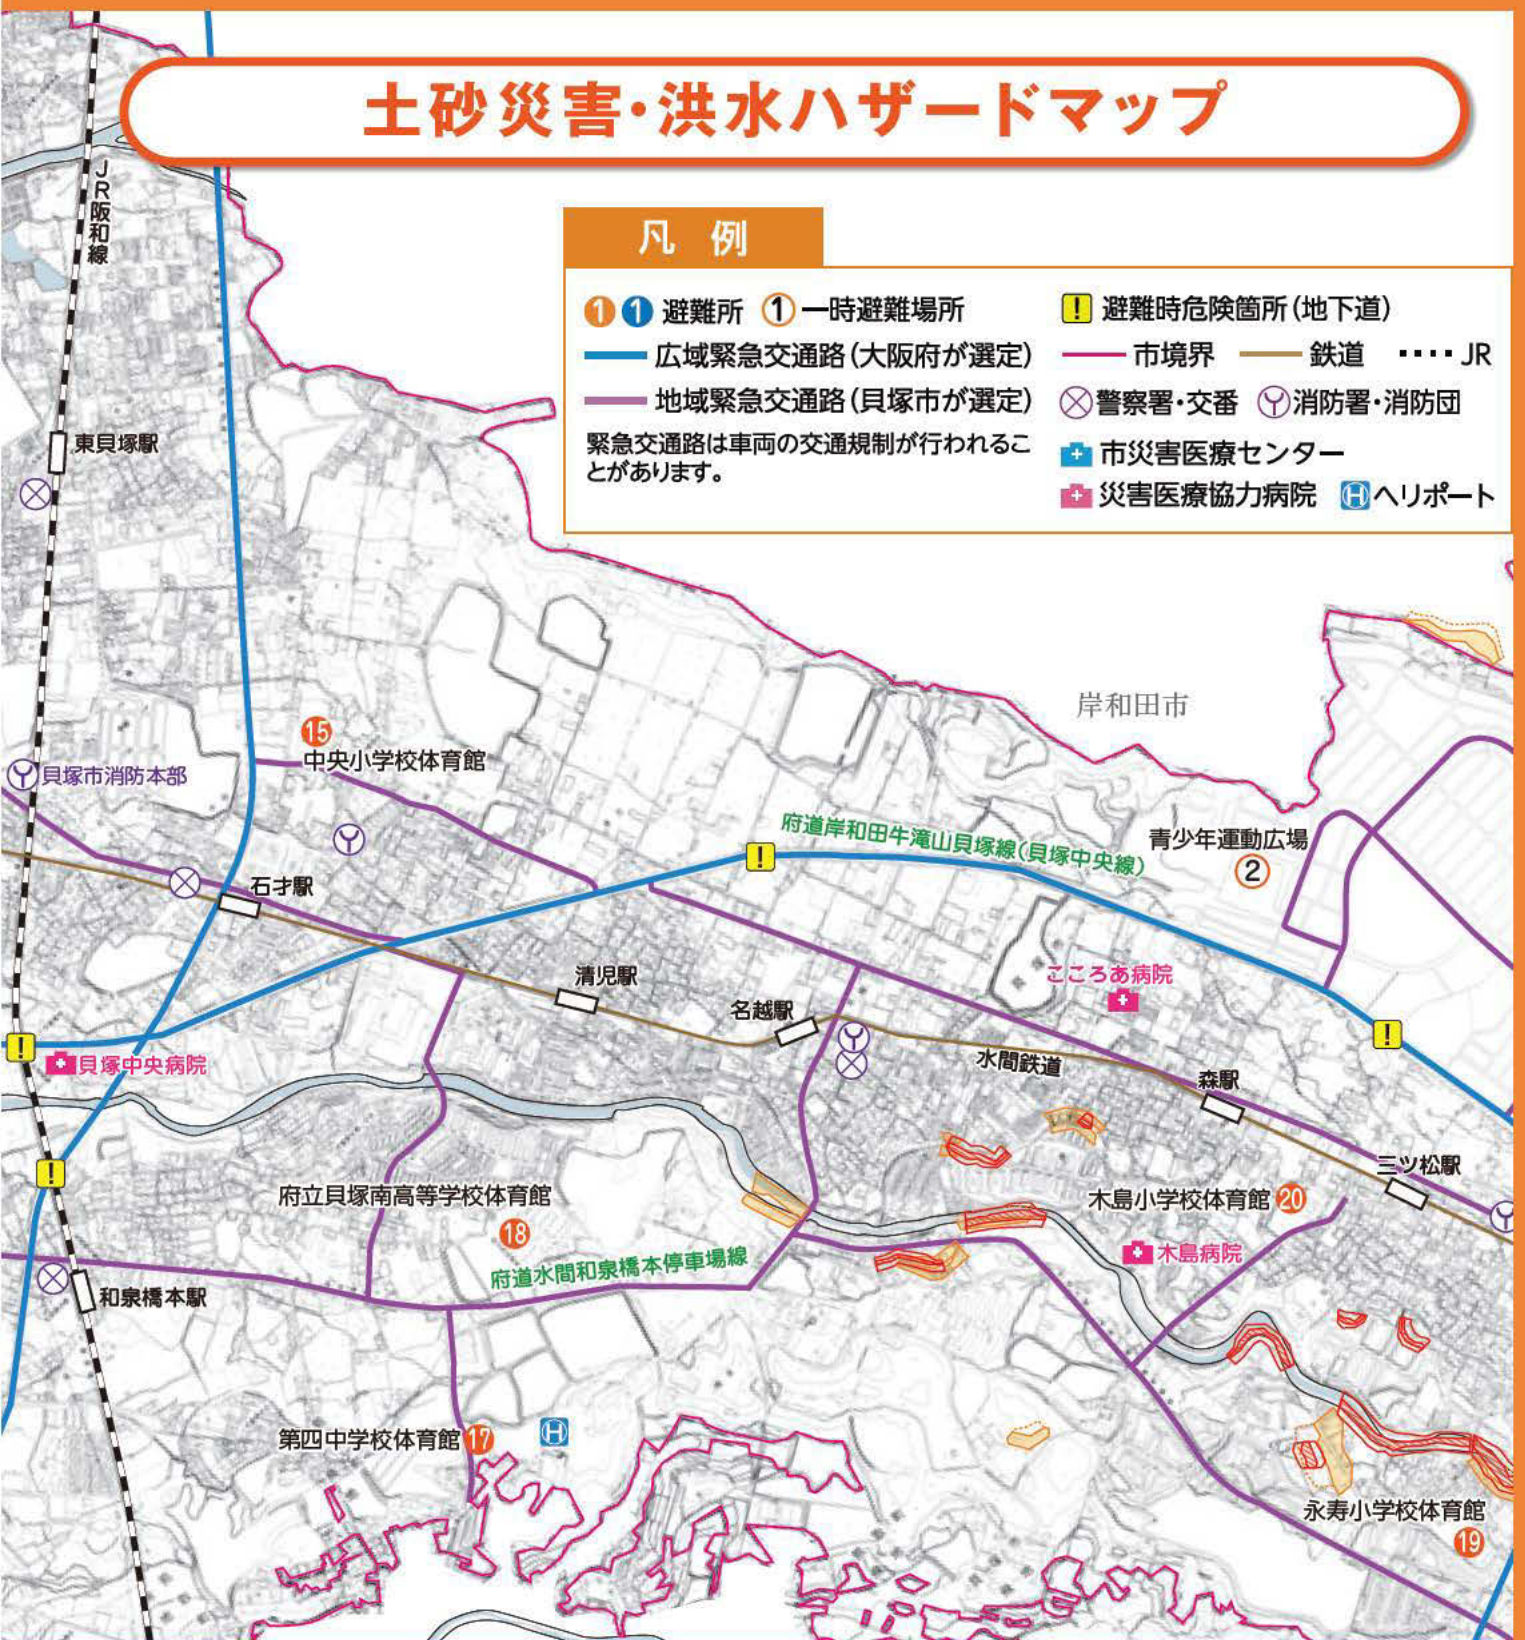 土砂災害・洪水ハザードマップ
凡 例
1 1 避難所 1 一時避難場所
広域緊急交通路(大阪府が選定)
地域緊急交通路(貝塚市が選定)
緊急交通路は車両の交通規制が行われるこ
とがあります。
! 避難時危険箇所(地下道)
市境界 鉄道 JR
警察署・交番 消防署・消防団
市災害医療センター
災害医療協力病院 H ヘリポート
JR阪和線
東貝塚駅
岸和田市
15
中央小学校体育館
貝塚市消防本部
府道岸和田牛滝山貝塚線(貝塚中央線)
!
青少年運動広場
2
石才駅
清児駅
こころあ病院
名越駅
!
!
貝塚中央病院
水間鉄道
森駅
!
三ツ松駅
府立貝塚南高等学校体育館
18
木島小学校体育館 20
木島病院
府道水間和泉橋本停車場線
和泉橋本駅
第四中学校体育館 17
H
永寿小学校体育館
19